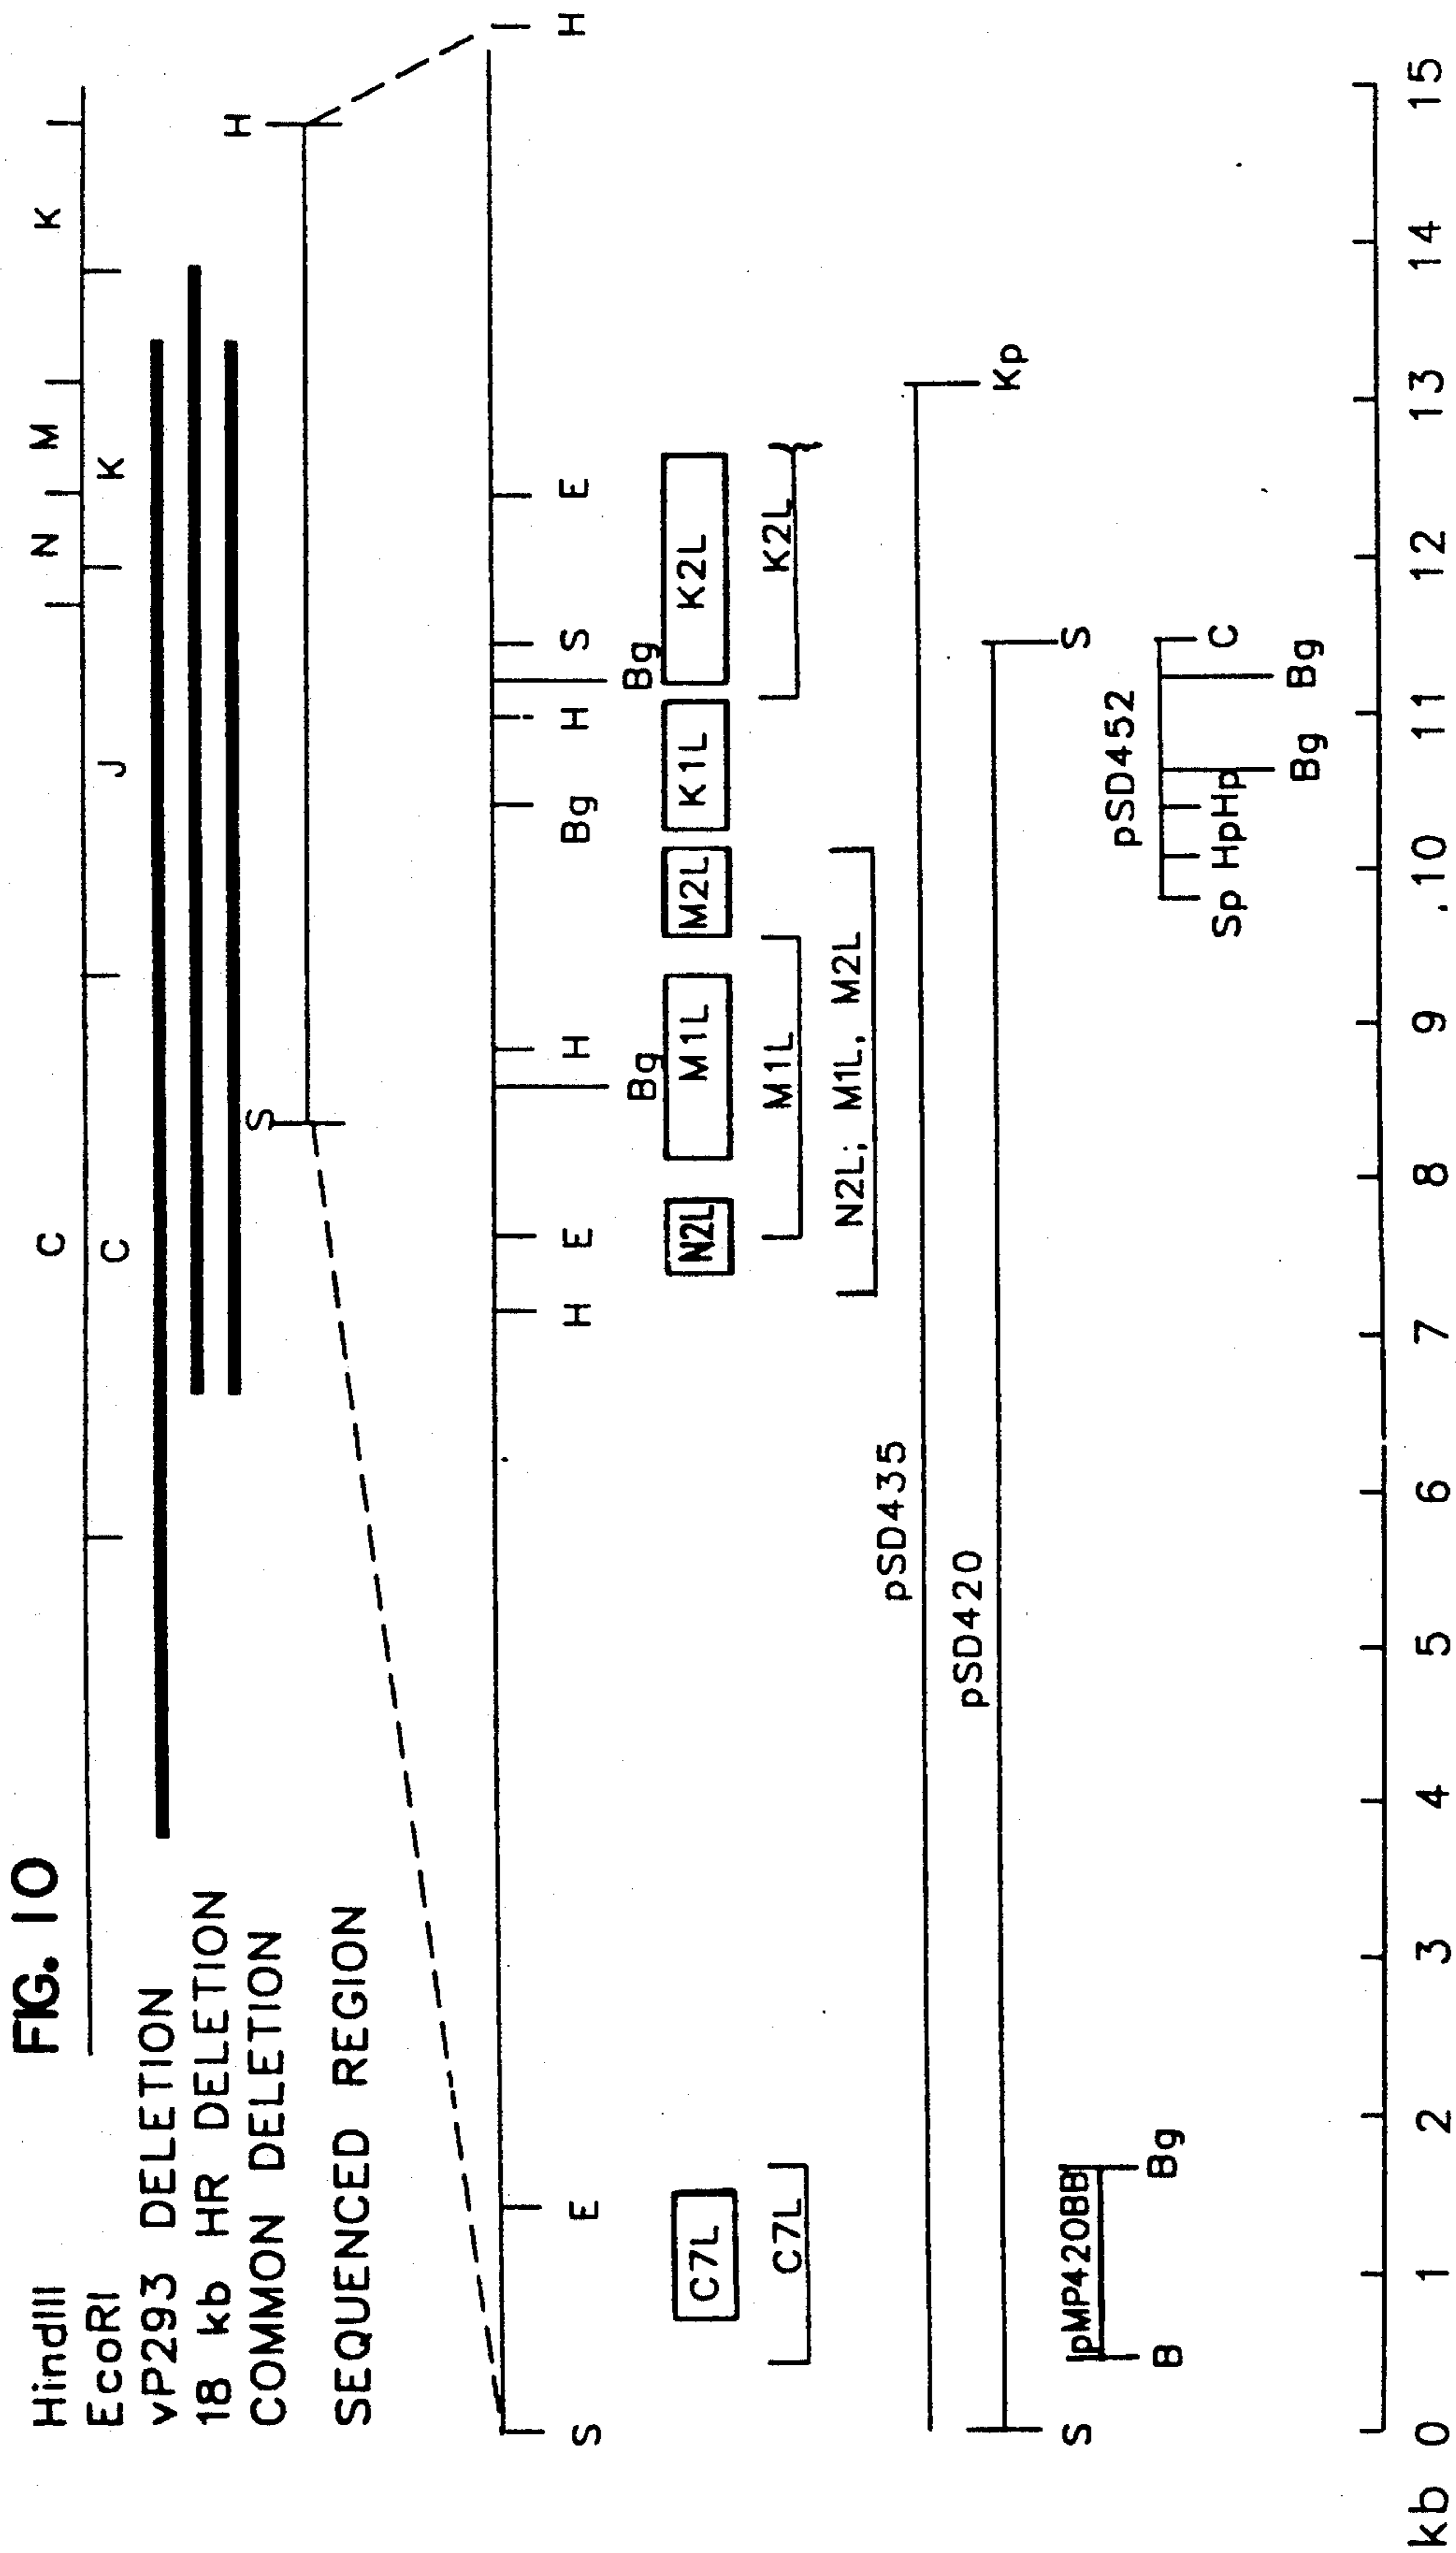 FIG. 10
HindIII C N M K
EcoRI C J K
vP293 DELETION
18 kb HR DELETION
COMMON DELETION
S H
SEQUENCED REGION
S E H E H Bg H S E H
Bg Bg
C7L N2L M1L M2L K1L K2L
C7L M1L K2L
N2L; M1L, M2L
pSD435
Kp
pSD420
S S
pMP420BB
B Bg
pSD452
Sp Hp Hp C
Bg Bg
kb 0 1 2 3 4 5 6 7 8 9 10 11 12 13 14 15